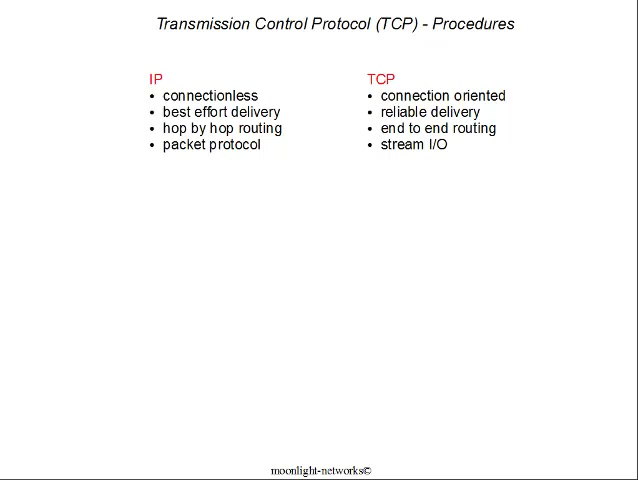 Transmission Control Protocol (TCP) - Procedures
IP
• connectionless
• best effort delivery
• hop by hop routing
• packet protocol
TCP
• connection oriented
• reliable delivery
• end to end routing
• stream I/O
moonlight-networks©